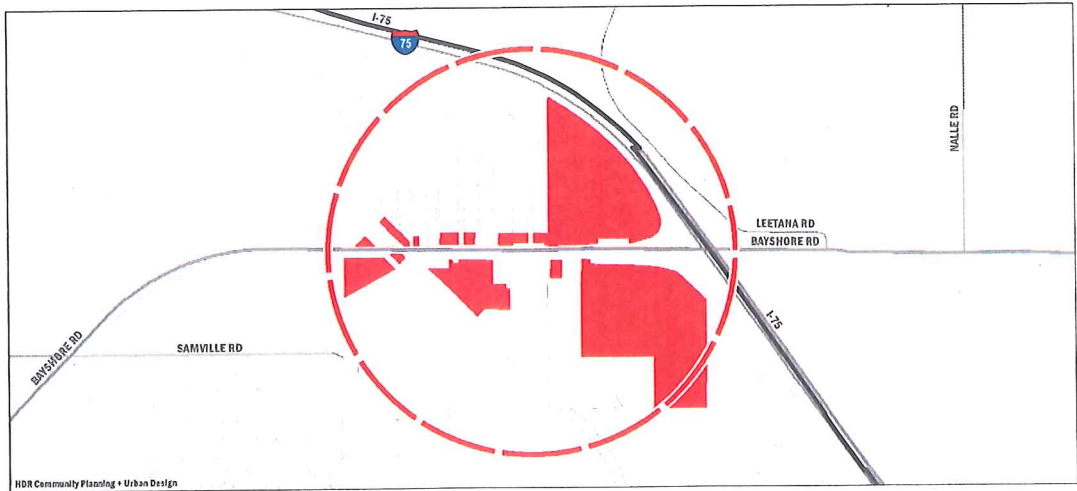 I-75
75
NALLE RD
LEETANA RD
BAYSHORE RD
I-75
SAMVILLE RD
BAYSHORE RD
HDR Community Planning + Urban Design